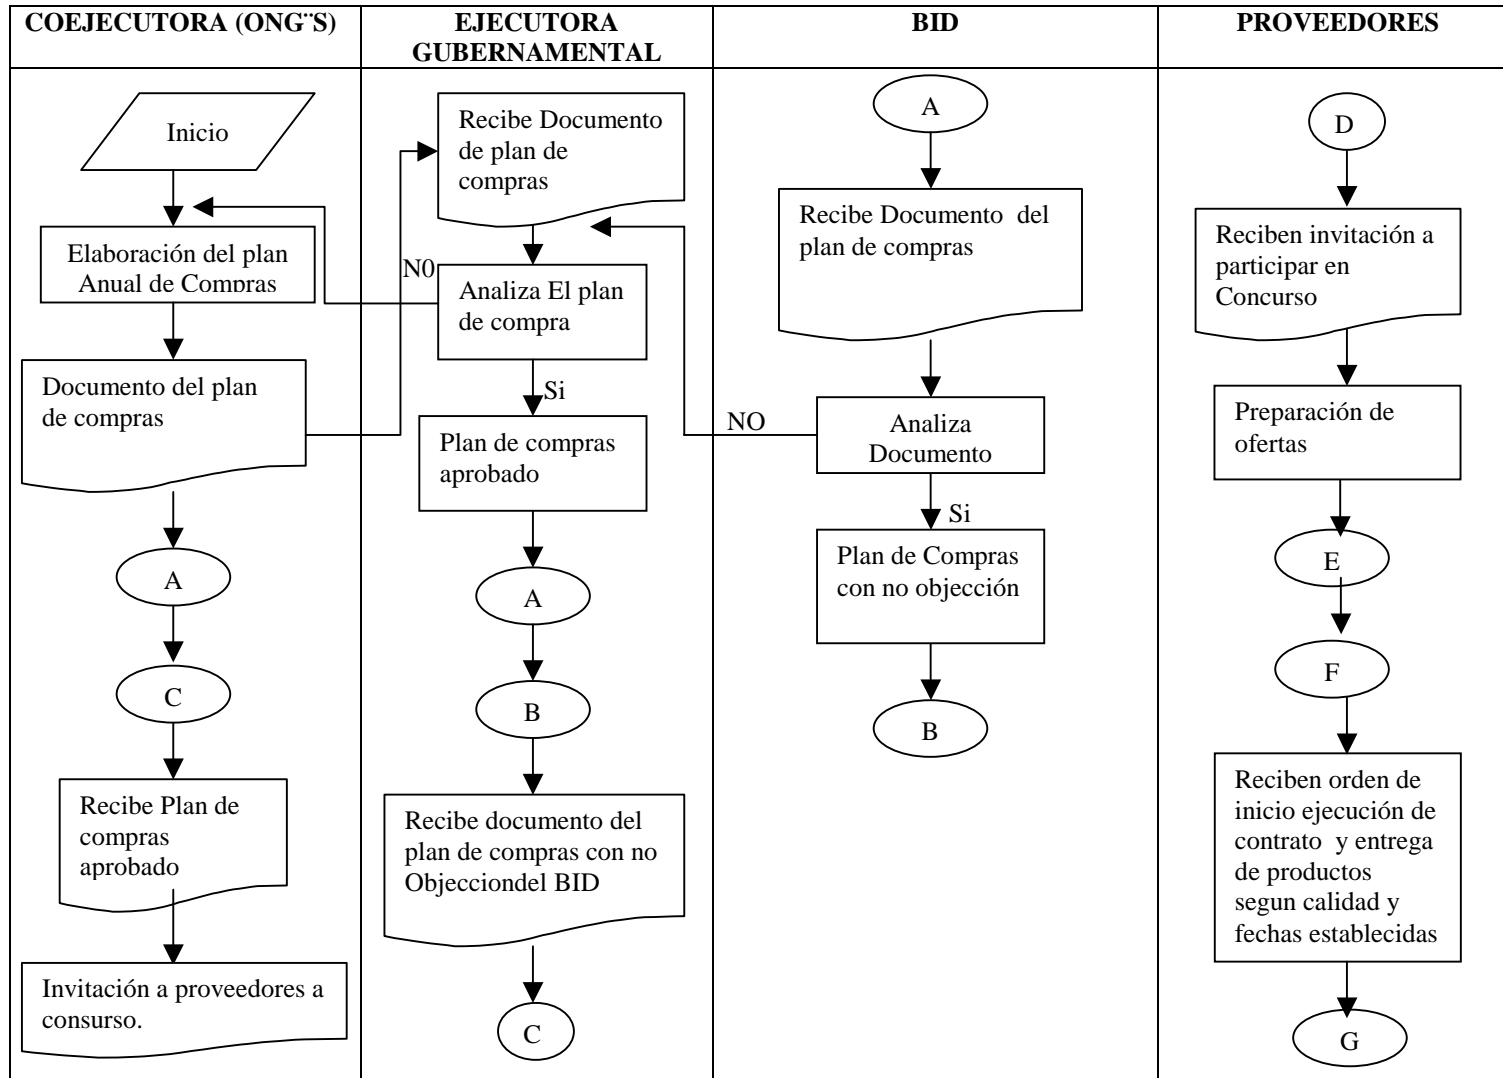 COEJECUTORA (ONG¨S)
EJECUTORA
GUBERNAMENTAL
BID
PROVEEDORES
Inicio
Elaboración del plan
Anual de Compras
Documento del plan
de compras
A
C
Recibe Plan de
compras
aprobado
Invitación a proveedores a
consurso.
Recibe Documento
de plan de
compras
N0
Analiza El plan
de compra
Si
Plan de compras
aprobado
A
B
Recibe documento del
plan de compras con no
Objecciondel BID
C
A
Recibe Documento del
plan de compras
NO
Analiza
Documento
Si
Plan de Compras
con no objección
B
D
Reciben invitación a
participar en
Concurso
Preparación de
ofertas
E
F
Reciben orden de
inicio ejecución de
contrato y entrega
de productos
segun calidad y
fechas establecidas
G